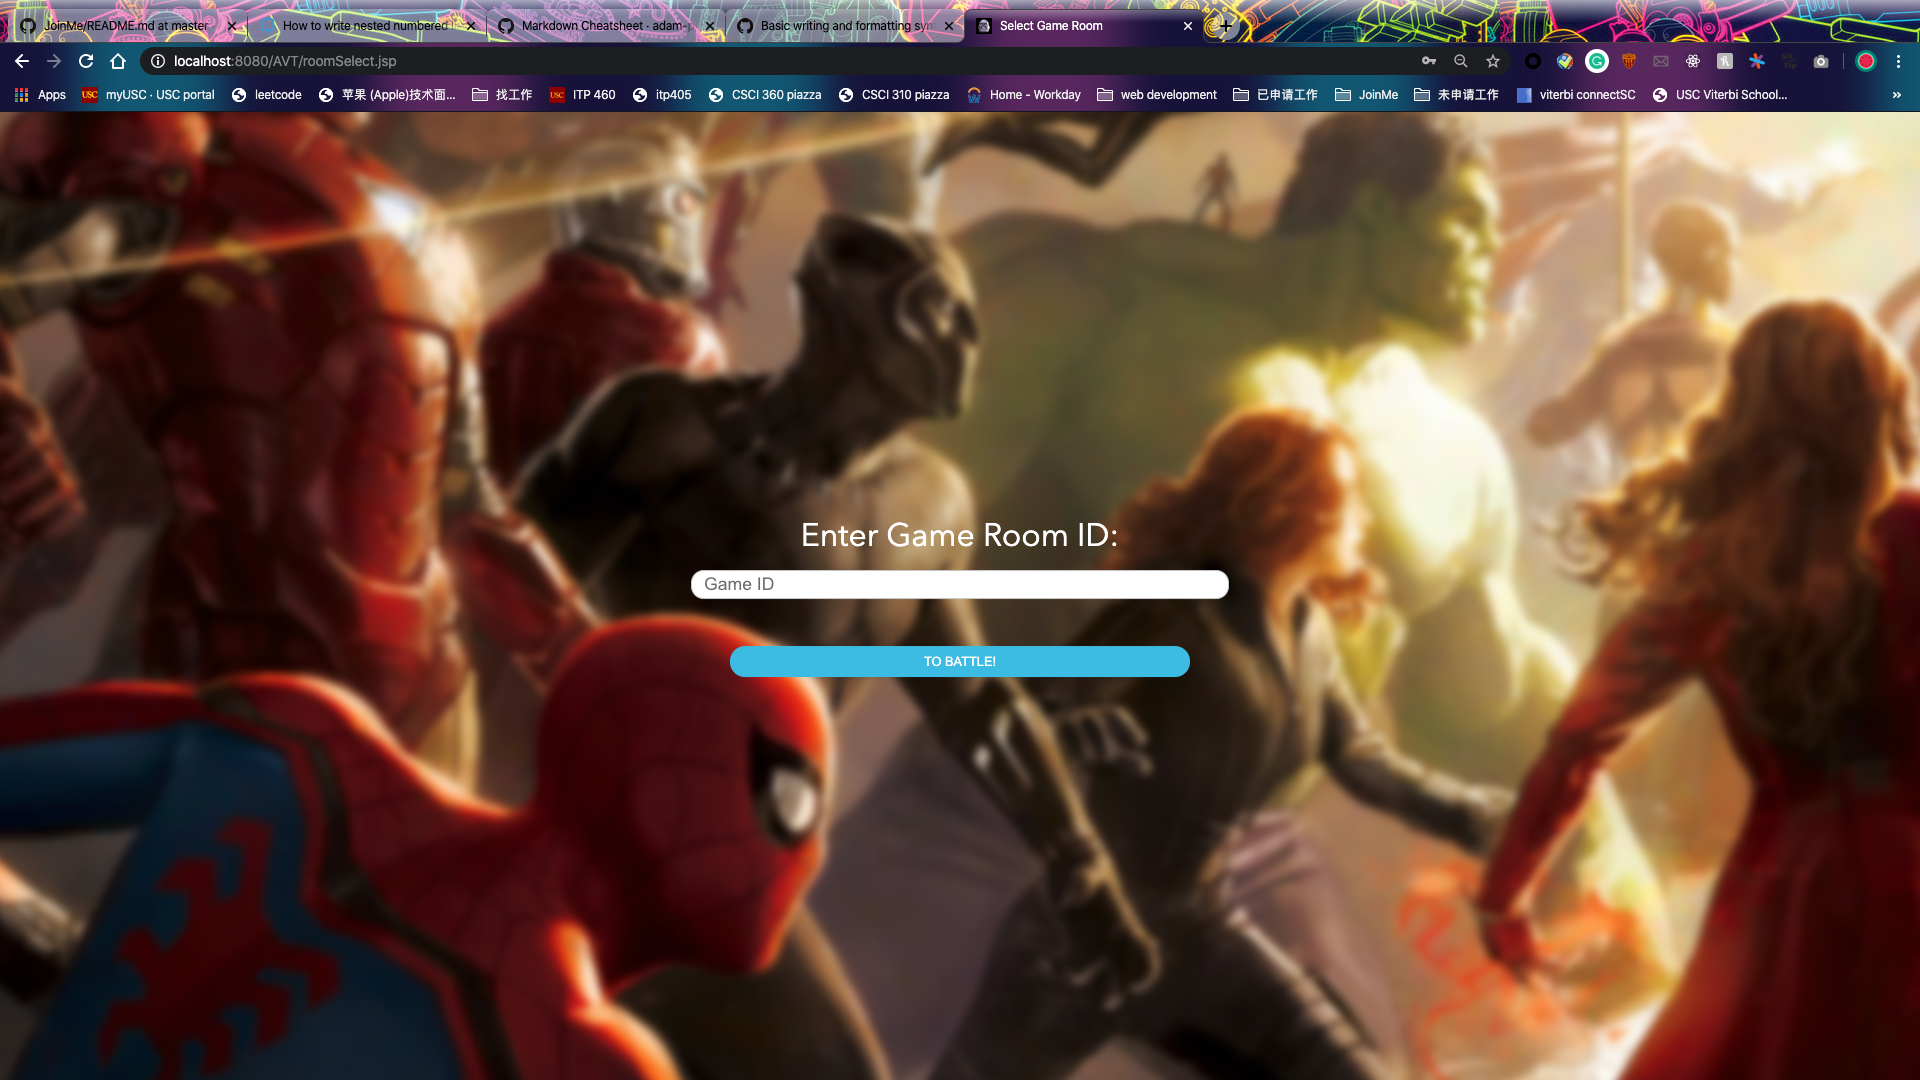 JoinMe/README.md at master
How to write nested numbered
Markdown Cheatsheet · adam-p
Basic writing and formatting syn
Select Game Room
localhost:8080/AVT/roomSelect.jsp
Apps
USC
myUSC · USC portal
leetcode
苹果 (Apple)技术面...
找工作
USC
ITP 460
itp405
CSCI 360 piazza
CSCI 310 piazza
Home - Workday
web development
已申请工作
JoinMe
未申请工作
viterbi connectSC
USC Viterbi School...
Enter Game Room ID:
Game ID
TO BATTLE!